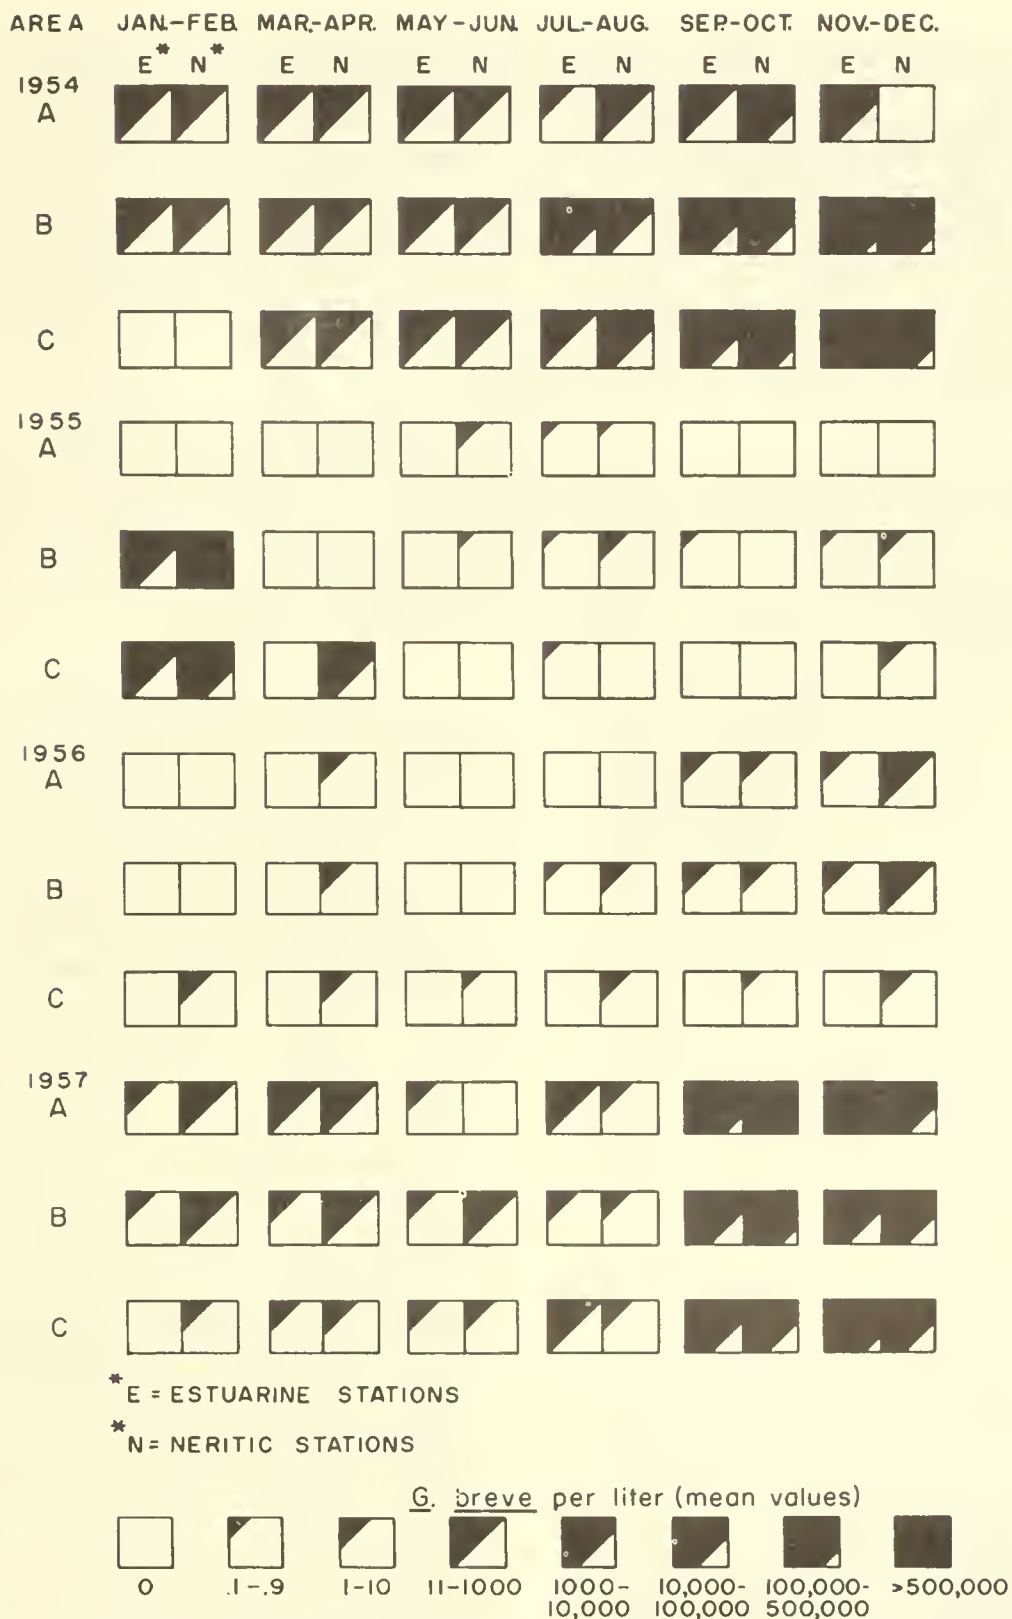 AREA JAN.-FEB. MAR.-APR. MAY-JUN. JUL.-AUG. SEP.-OCT. NOV.-DEC.
E* N* E N E N E N E N E N
1954
A
B
C
1955
A
B
C
1956
A
B
C
1957
A
B
C
*E = ESTUARINE STATIONS
*N = NERITIC STATIONS
G. breve per liter (mean values)
0 .1-.9 1-10 11-1000 1000-10,000 10,000-100,000 100,000-500,000 >500,000